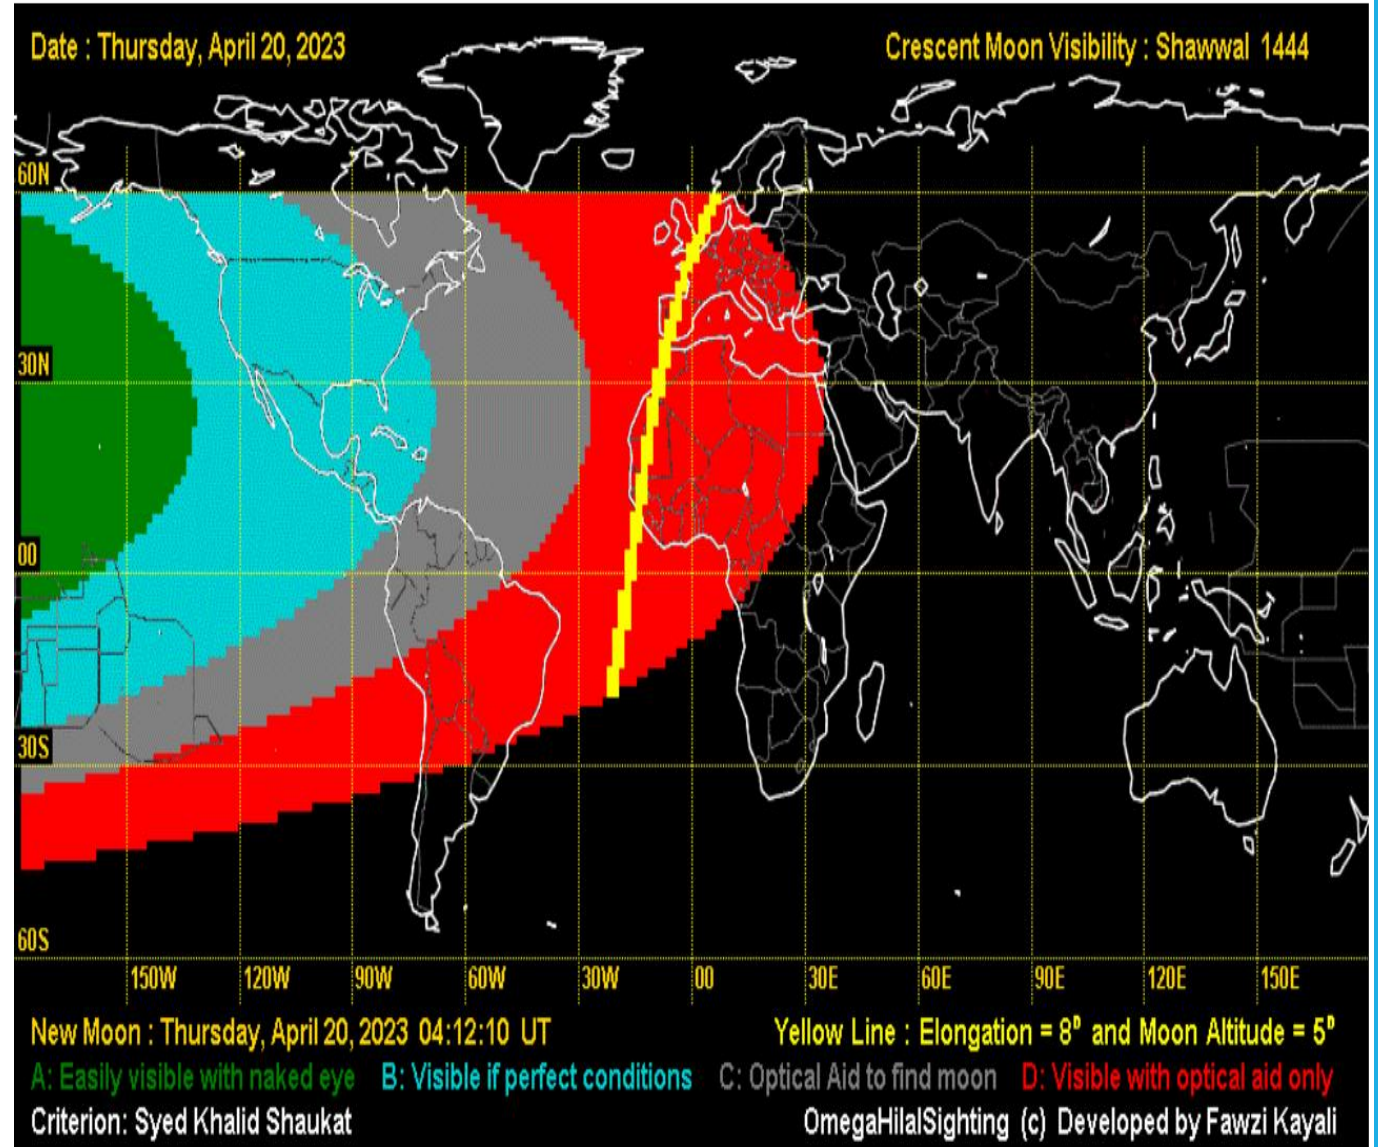 Date : Thursday, April 20, 2023 Crescent Moon Visibility : Shawwal 1444
60N
30N
00
30S
60S
150W 120W 90W 60W 30W 00 30E 60E 90E 120E 150E
New Moon : Thursday, April 20, 2023 04:12:10 UT Yellow Line : Elongation = 8° and Moon Altitude = 5°
A: Easily visible with naked eye B: Visible if perfect conditions C: Optical Aid to find moon D: Visible with optical aid only
Criterion: Syed Khalid Shaukat OmegaHilalSighting (c) Developed by Fawzi Kayali